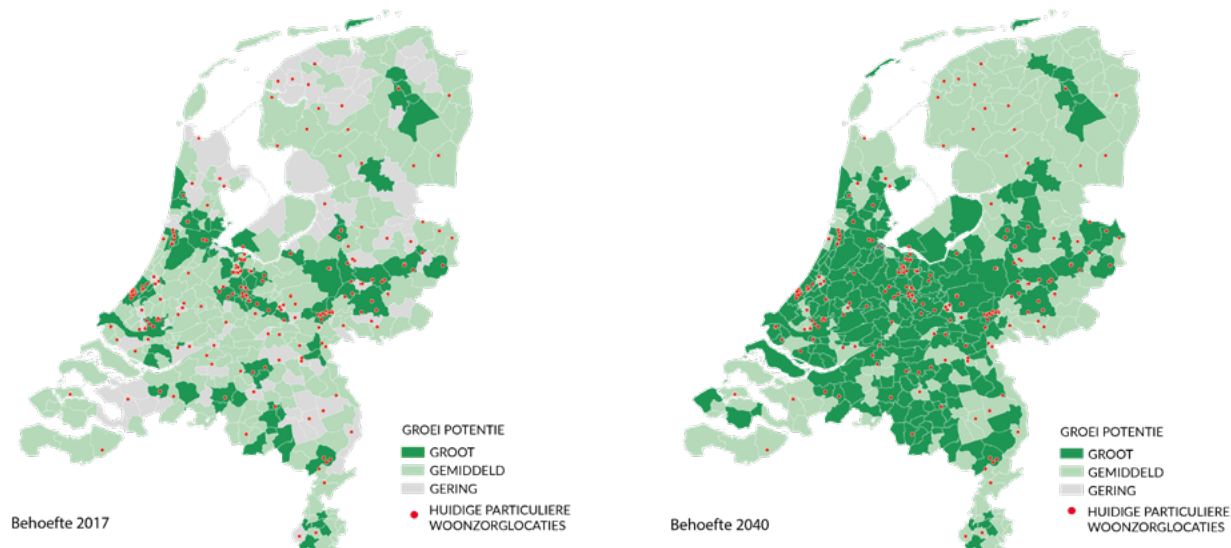 GROEI POTENTIE
GROOT
GEMIDDELD
GERING
HUIDIGE PARTICULIERE
WOONZORGLOCATIES
Behoefte 2017
GROEI POTENTIE
GROOT
GEMIDDELD
GERING
HUIDIGE PARTICULIERE
WOONZORGLOCATIES
Behoefte 2040